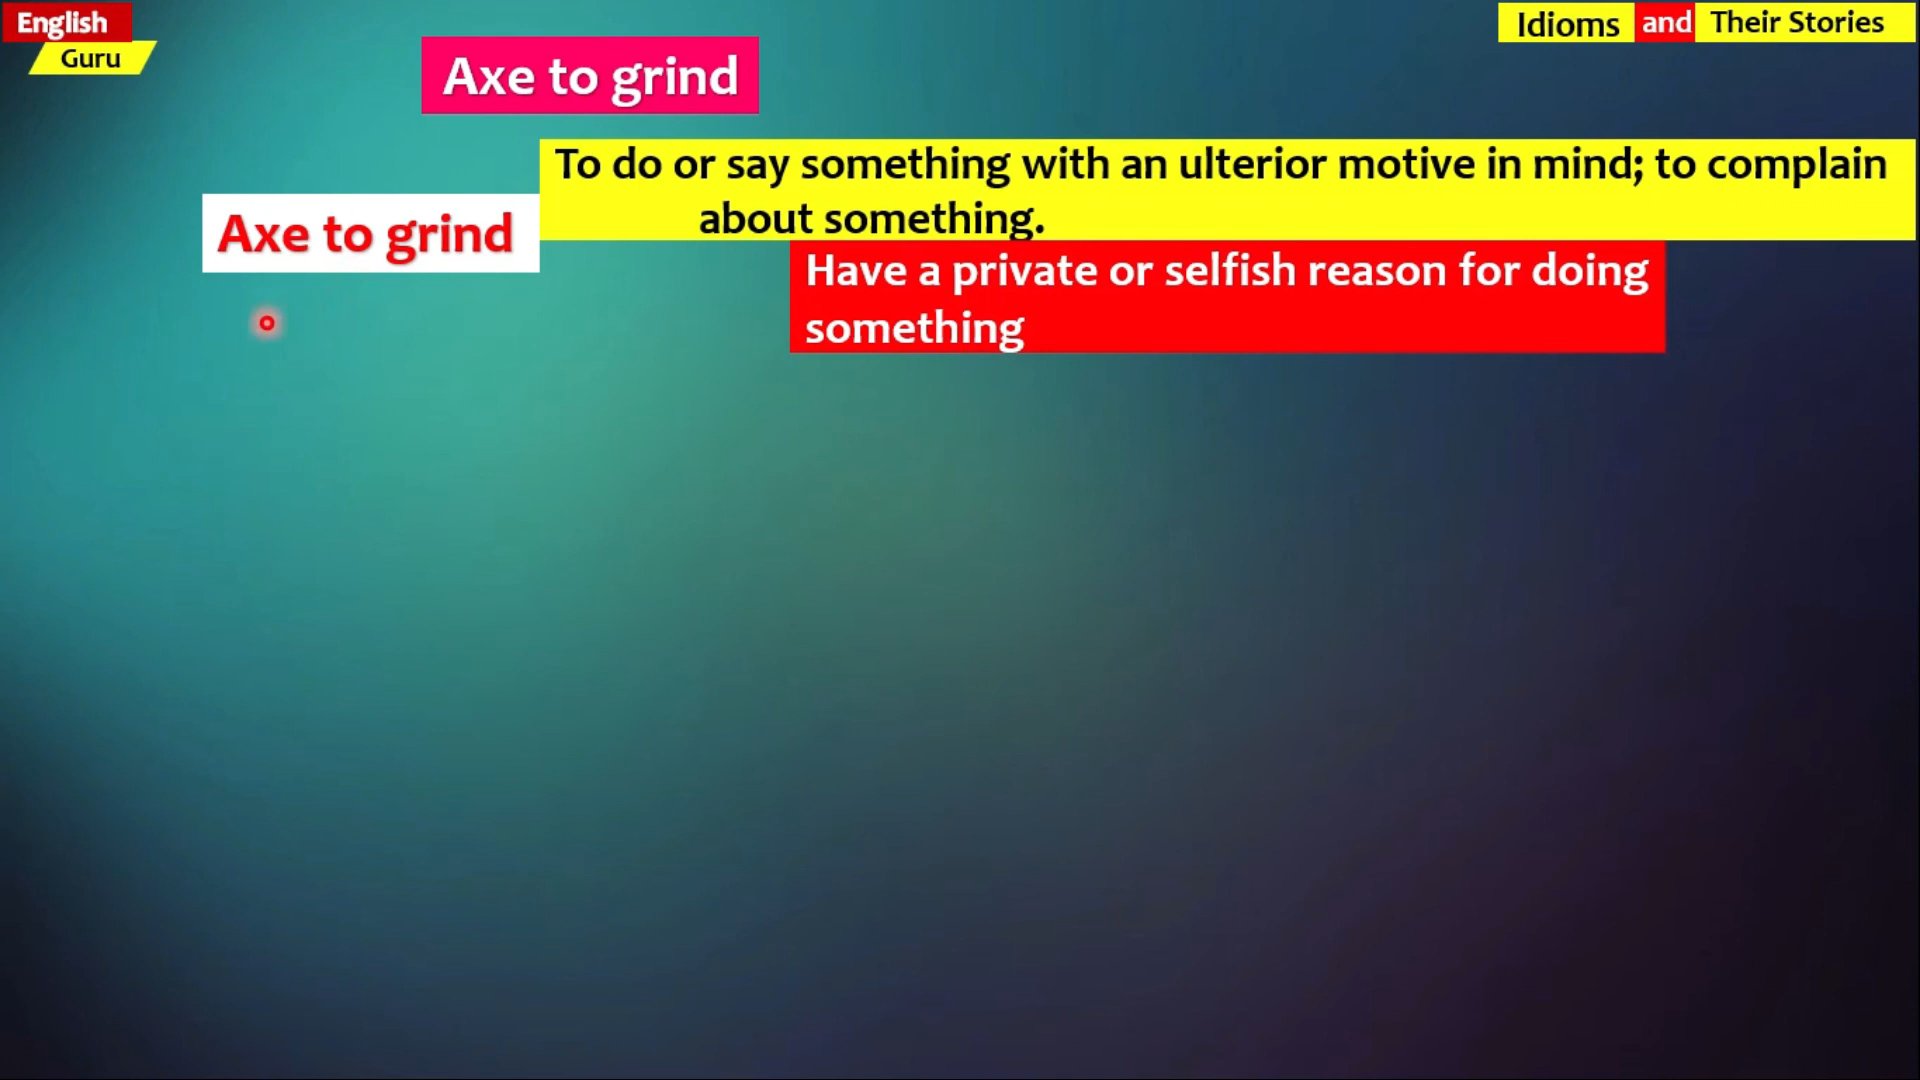 English
Guru
Idioms and Their Stories
Axe to grind
To do or say something with an ulterior motive in mind; to complain
about something.
Axe to grind
Have a private or selfish reason for doing
something